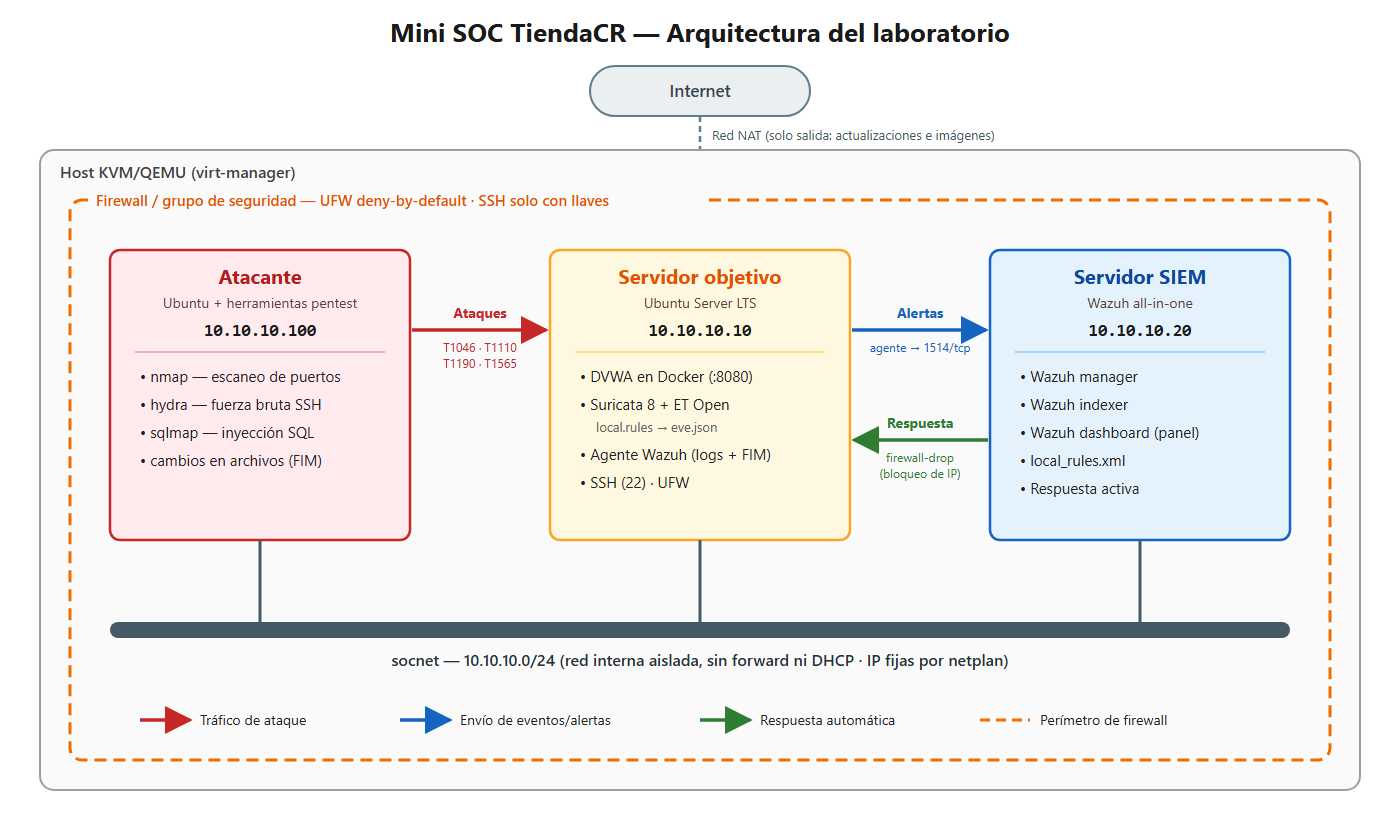 Mini SOC TiendaCR — Arquitectura del laboratorio
Internet
Red NAT (solo salida: actualizaciones e imágenes)
Host KVM/QEMU (virt-manager)
Firewall / grupo de seguridad — UFW deny-by-default · SSH solo con llaves
Atacante
Ubuntu + herramientas pentest
10.10.10.100
• nmap — escaneo de puertos
• hydra — fuerza bruta SSH
• sqlmap — inyección SQL
• cambios en archivos (FIM)
Ataques
T1046 · T1110
T1190 · T1565
Servidor objetivo
Ubuntu Server LTS
10.10.10.10
• DVWA en Docker (:8080)
• Suricata 8 + ET Open
local.rules → eve.json
• Agente Wazuh (logs + FIM)
• SSH (22) · UFW
Alertas
agente → 1514/tcp
Respuesta
firewall-drop
(bloqueo de IP)
Servidor SIEM
Wazuh all-in-one
10.10.10.20
• Wazuh manager
• Wazuh indexer
• Wazuh dashboard (panel)
• local_rules.xml
• Respuesta activa
socnet — 10.10.10.0/24 (red interna aislada, sin forward ni DHCP · IP fijas por netplan)
Tráfico de ataque
Envío de eventos/alertas
Respuesta automática
Perímetro de firewall